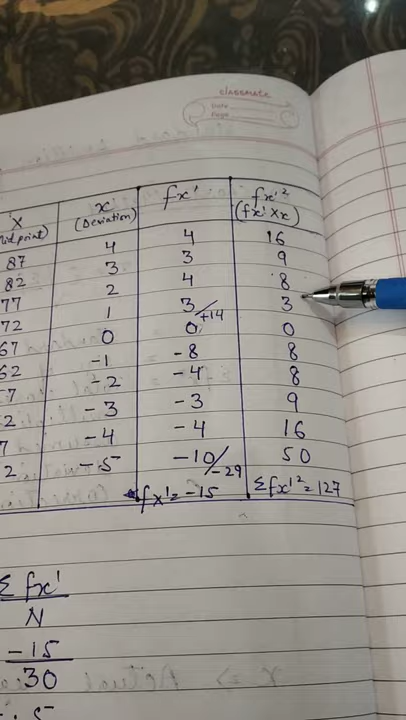 classmate
Date
Page
X x fx' fx'²
(Mid point) (Deviation) (fx' × x)
87 4 4 16
82 3 3 9
77 2 4 8
72 1 3/+14 3
67 0 0 0
62 -1 -8 8
7 -2 -4 8
2 -3 -3 9
7 -4 -4 16
2 -5 -10/-29 50
fx' = -15 Σfx'² = 127
Σfx'
N
-15
30